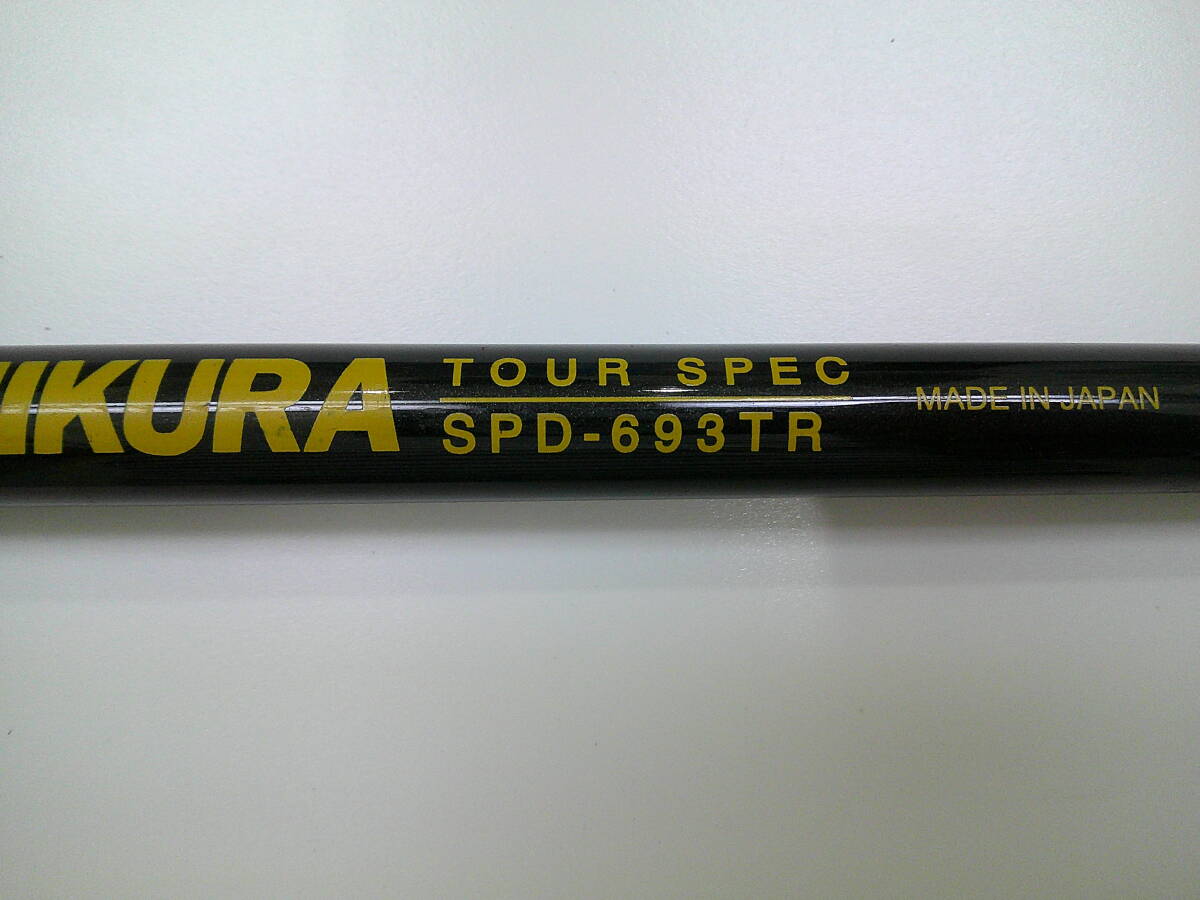 IKURA
TOUR SPEC
SPD-693TR
MADE IN JAPAN